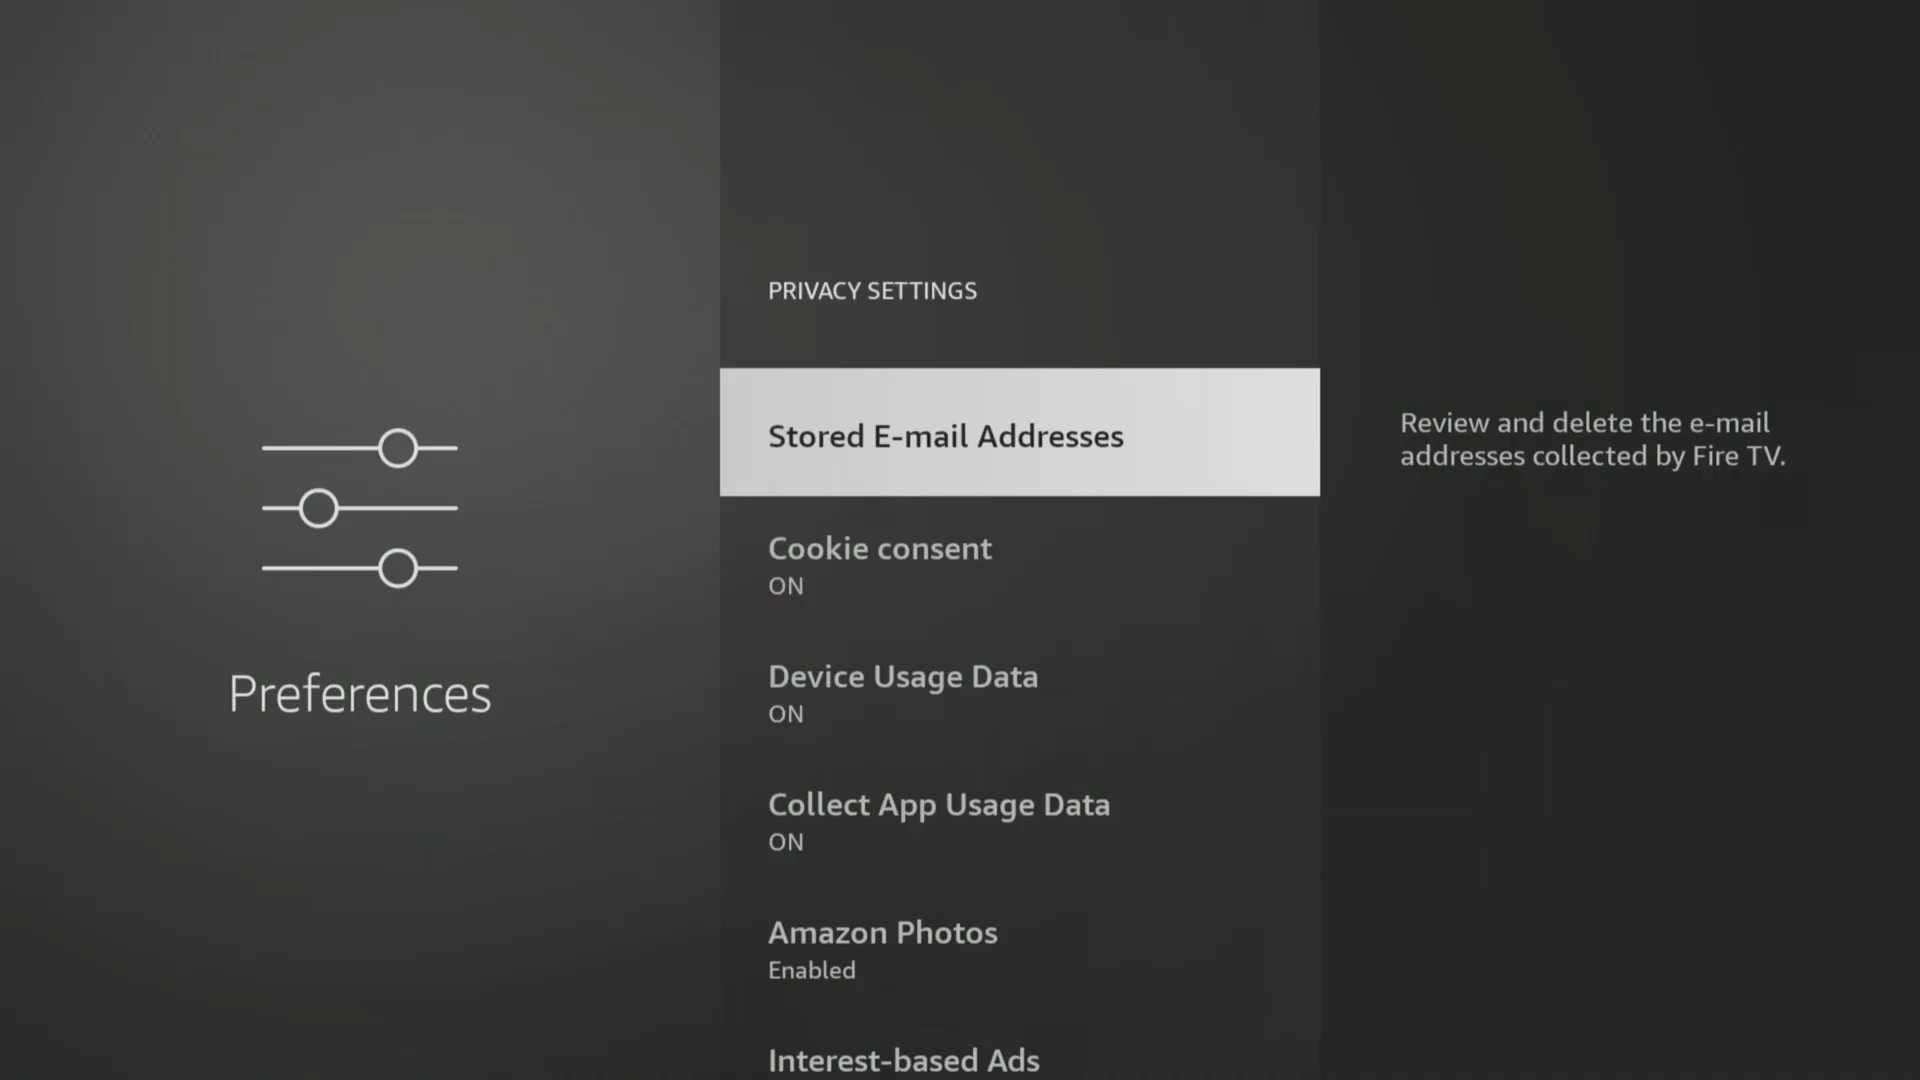 Preferences
PRIVACY SETTINGS
Stored E-mail Addresses
Cookie consent
ON
Device Usage Data
ON
Collect App Usage Data
ON
Amazon Photos
Enabled
Interest-based Ads
Review and delete the e-mail
addresses collected by Fire TV.